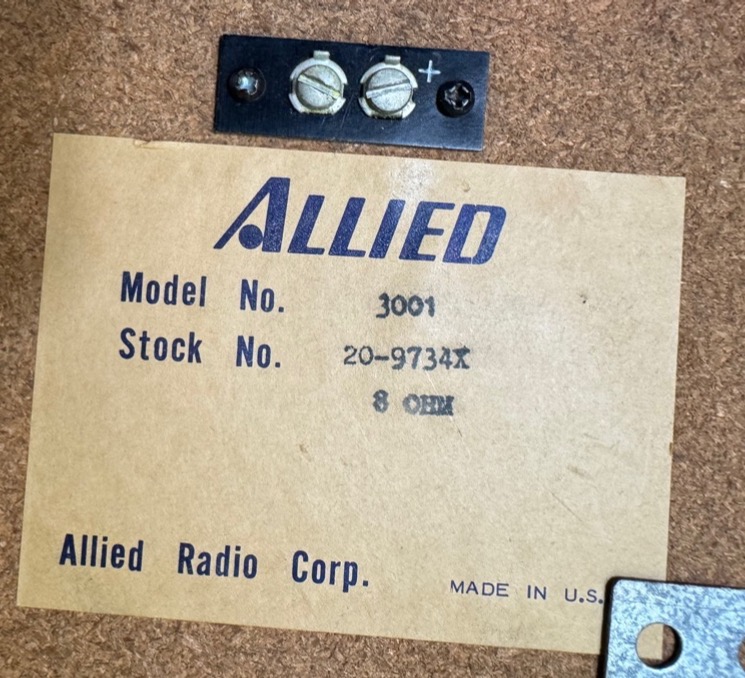 +
ALLIED
Model No. 3001
Stock No. 20-9734X
8 OHM
Allied Radio Corp.
MADE IN U.S.